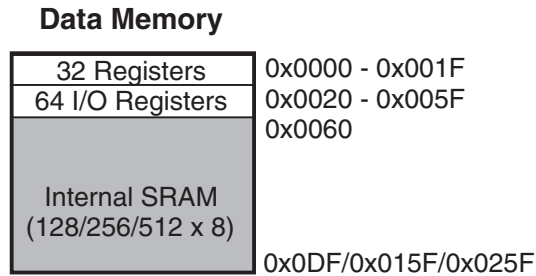 Data Memory
32 Registers 0x0000 - 0x001F
64 I/O Registers 0x0020 - 0x005F
0x0060
Internal SRAM
(128/256/512 x 8)
0x0DF/0x015F/0x025F